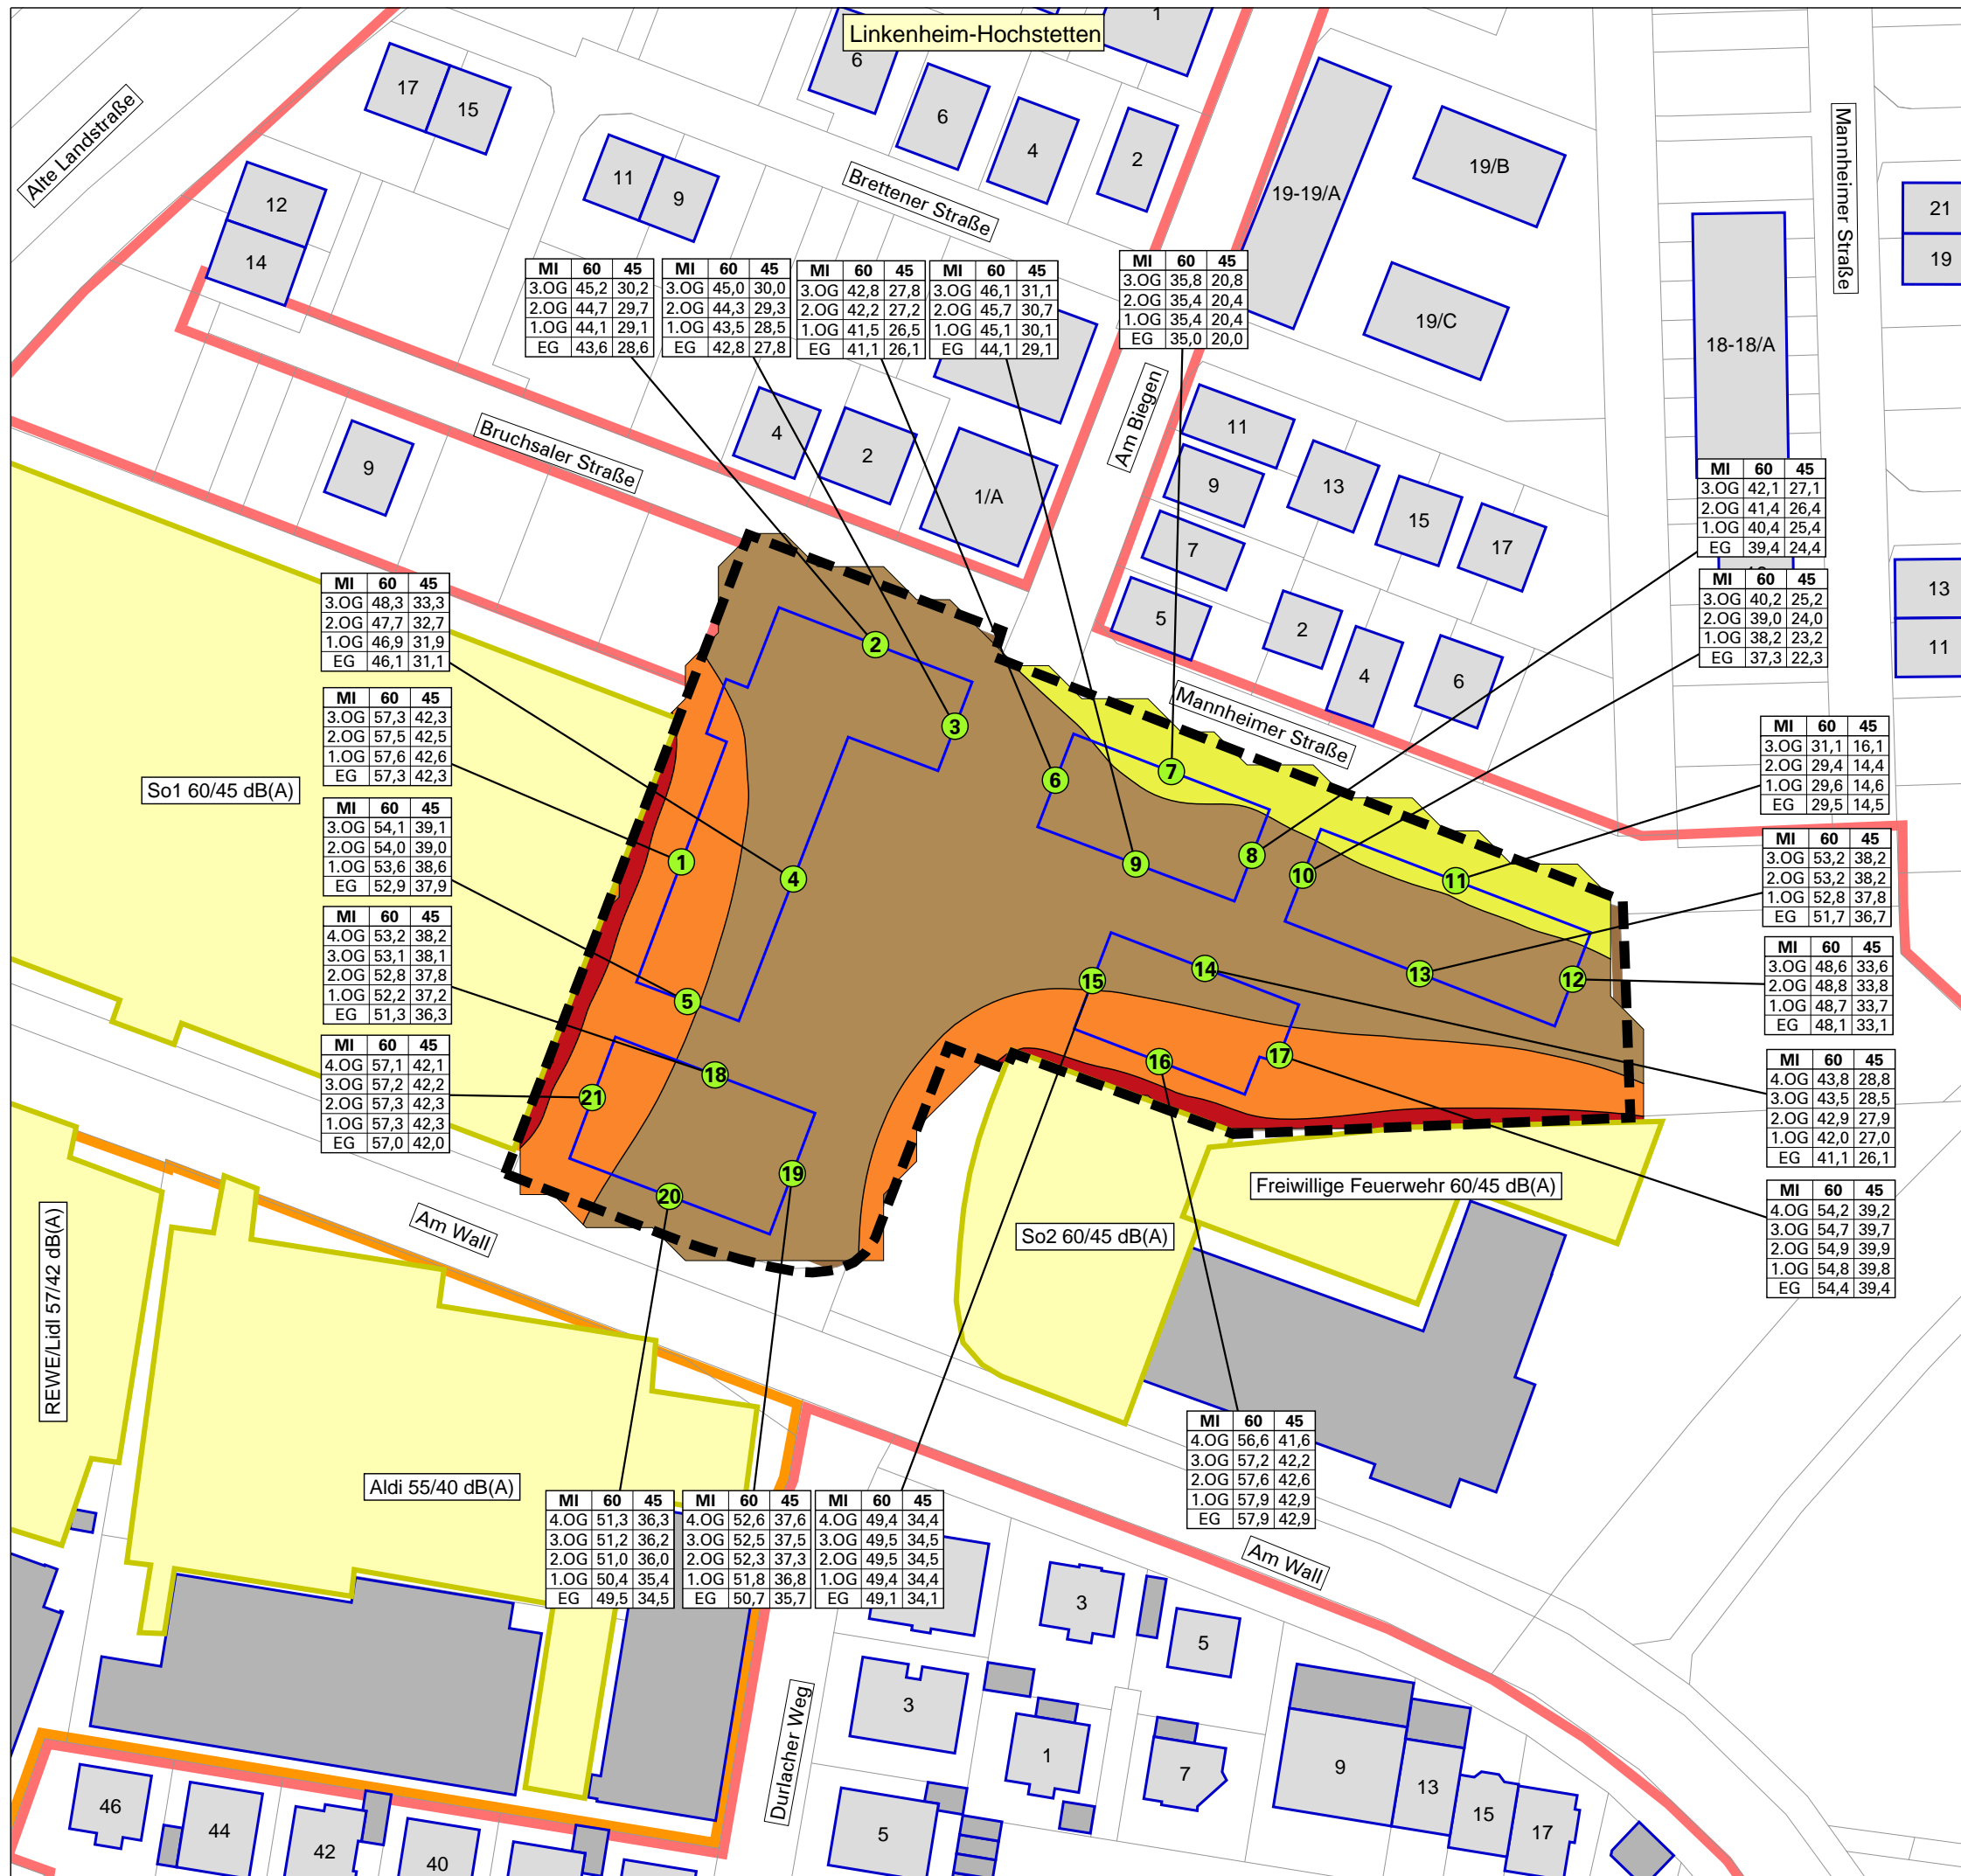 Linkenheim-Hochstetten
1
6
17
15
6
4
2
19-19/A
19/B
21
19
Alte Landstraße
Mannheimer Straße
12
14
11
9
Brettener Straße
18-18/A
19/C
MI 60 45
3.OG 45,2 30,2
2.OG 44,7 29,7
1.OG 44,1 29,1
EG 43,6 28,6
MI 60 45
3.OG 45,0 30,0
2.OG 44,3 29,3
1.OG 43,5 28,5
EG 42,8 27,8
MI 60 45
3.OG 42,8 27,8
2.OG 42,2 27,2
1.OG 41,5 26,5
EG 41,1 26,1
MI 60 45
3.OG 46,1 31,1
2.OG 45,7 30,7
1.OG 45,1 30,1
EG 44,1 29,1
MI 60 45
3.OG 35,8 20,8
2.OG 35,4 20,4
1.OG 35,4 20,4
EG 35,0 20,0
Bruchsaler Straße
Am Biegen
9
4
2
1/A
11
9
13
15
17
7
5
2
4
6
MI 60 45
3.OG 42,1 27,1
2.OG 41,4 26,4
1.OG 40,4 25,4
EG 39,4 24,4
MI 60 45
3.OG 40,2 25,2
2.OG 39,0 24,0
1.OG 38,2 23,2
EG 37,3 22,3
13
11
MI 60 45
3.OG 48,3 33,3
2.OG 47,7 32,7
1.OG 46,9 31,9
EG 46,1 31,1
MI 60 45
3.OG 57,3 42,3
2.OG 57,5 42,5
1.OG 57,6 42,6
EG 57,3 42,3
MI 60 45
3.OG 54,1 39,1
2.OG 54,0 39,0
1.OG 53,6 38,6
EG 52,9 37,9
MI 60 45
4.OG 53,2 38,2
3.OG 53,1 38,1
2.OG 52,8 37,8
1.OG 52,2 37,2
EG 51,3 36,3
MI 60 45
4.OG 57,1 42,1
3.OG 57,2 42,2
2.OG 57,3 42,3
1.OG 57,3 42,3
EG 57,0 42,0
So1 60/45 dB(A)
Mannheimer Straße
2
3
6
7
1
4
9
8
10
11
5
15
14
13
12
18
16
17
21
19
20
MI 60 45
3.OG 31,1 16,1
2.OG 29,4 14,4
1.OG 29,6 14,6
EG 29,5 14,5
MI 60 45
3.OG 53,2 38,2
2.OG 53,2 38,2
1.OG 52,8 37,8
EG 51,7 36,7
MI 60 45
3.OG 48,6 33,6
2.OG 48,8 33,8
1.OG 48,7 33,7
EG 48,1 33,1
MI 60 45
4.OG 43,8 28,8
3.OG 43,5 28,5
2.OG 42,9 27,9
1.OG 42,0 27,0
EG 41,1 26,1
MI 60 45
4.OG 54,2 39,2
3.OG 54,7 39,7
2.OG 54,9 39,9
1.OG 54,8 39,8
EG 54,4 39,4
Freiwillige Feuerwehr 60/45 dB(A)
So2 60/45 dB(A)
Am Wall
REWE/Lidl 57/42 dB(A)
Aldi 55/40 dB(A)
MI 60 45
4.OG 56,6 41,6
3.OG 57,2 42,2
2.OG 57,6 42,6
1.OG 57,9 42,9
EG 57,9 42,9
MI 60 45
4.OG 51,3 36,3
3.OG 51,2 36,2
2.OG 51,0 36,0
1.OG 50,4 35,4
EG 49,5 34,5
MI 60 45
4.OG 52,6 37,6
3.OG 52,5 37,5
2.OG 52,3 37,3
1.OG 51,8 36,8
EG 50,7 35,7
MI 60 45
4.OG 49,4 34,4
3.OG 49,5 34,5
2.OG 49,5 34,5
1.OG 49,4 34,4
EG 49,1 34,1
Am Wall
Durlacher Weg
3
5
3
1
7
9
13
15
17
5
46
44
42
40